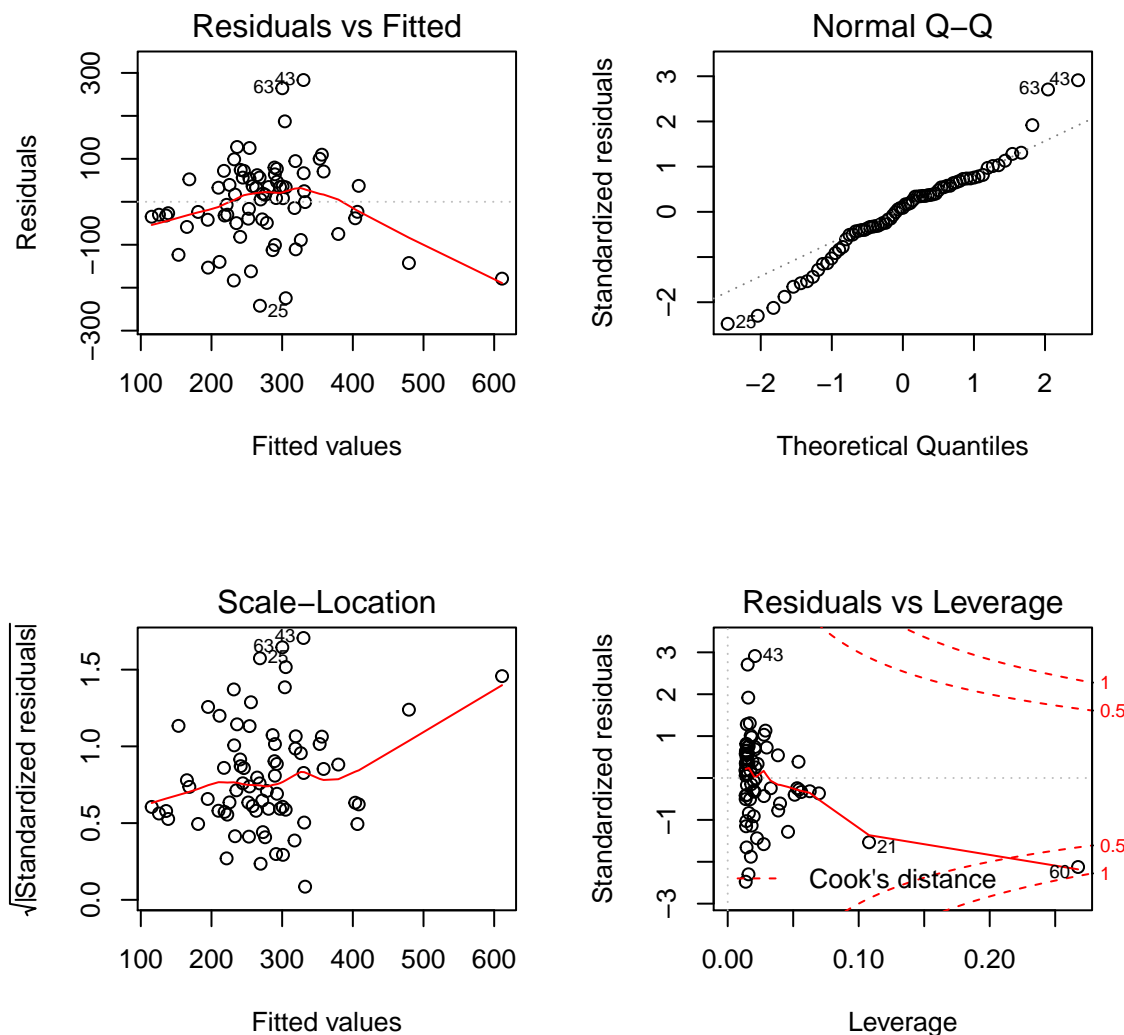 Residuals vs Fitted
Residuals
300
100
−100
−300
43
63
25
100 200 300 400 500 600
Fitted values
Normal Q−Q
Standardized residuals
3
2
1
0
−2
63
43
25
−2 −1 0 1 2
Theoretical Quantiles
Scale−Location
√|Standardized residuals|
1.5
1.0
0.5
0.0
43
63
25
100 200 300 400 500 600
Fitted values
Residuals vs Leverage
Standardized residuals
3
2
1
−1
−3
43
21
60
1
0.5
0.5
1
Cook's distance
0.00 0.10 0.20
Leverage